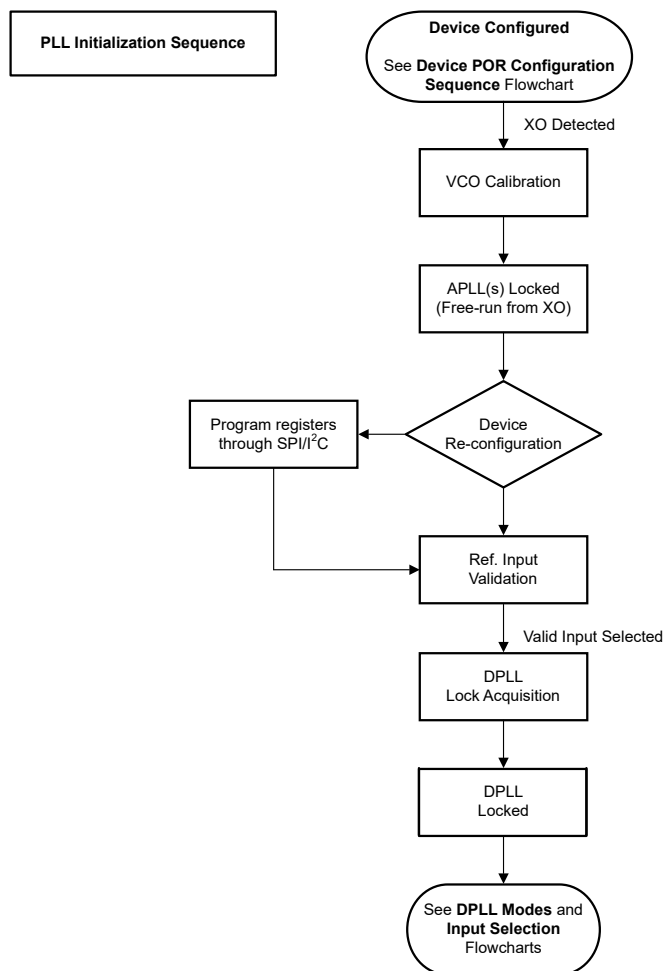 PLL Initialization Sequence
Device Configured
See Device POR Configuration
Sequence Flowchart
XO Detected
VCO Calibration
APLL(s) Locked
(Free-run from XO)
Device
Re-configuration
Program registers
through SPI/I²C
Ref. Input
Validation
Valid Input Selected
DPLL
Lock Acquisition
DPLL
Locked
See DPLL Modes and
Input Selection
Flowcharts